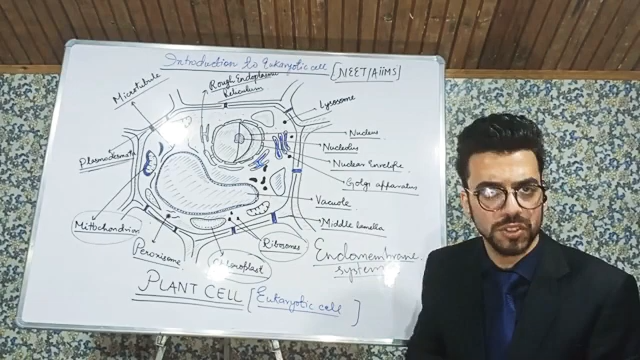 Introduction to Eukaryotic cell [NEET/AiiMS]
Microtubule
Rough Endoplasmic
Reticulum
Lysosome
Nucleus
Nucleolus
Nuclear Envelope
Golgi apparatus
Plasmodesmata
Vacuole
Middle lamella
Mitochondrion
Peroxisome
Chloroplast
Ribosomes
Endomembrane
system
PLANT CELL [Eukaryotic cell]